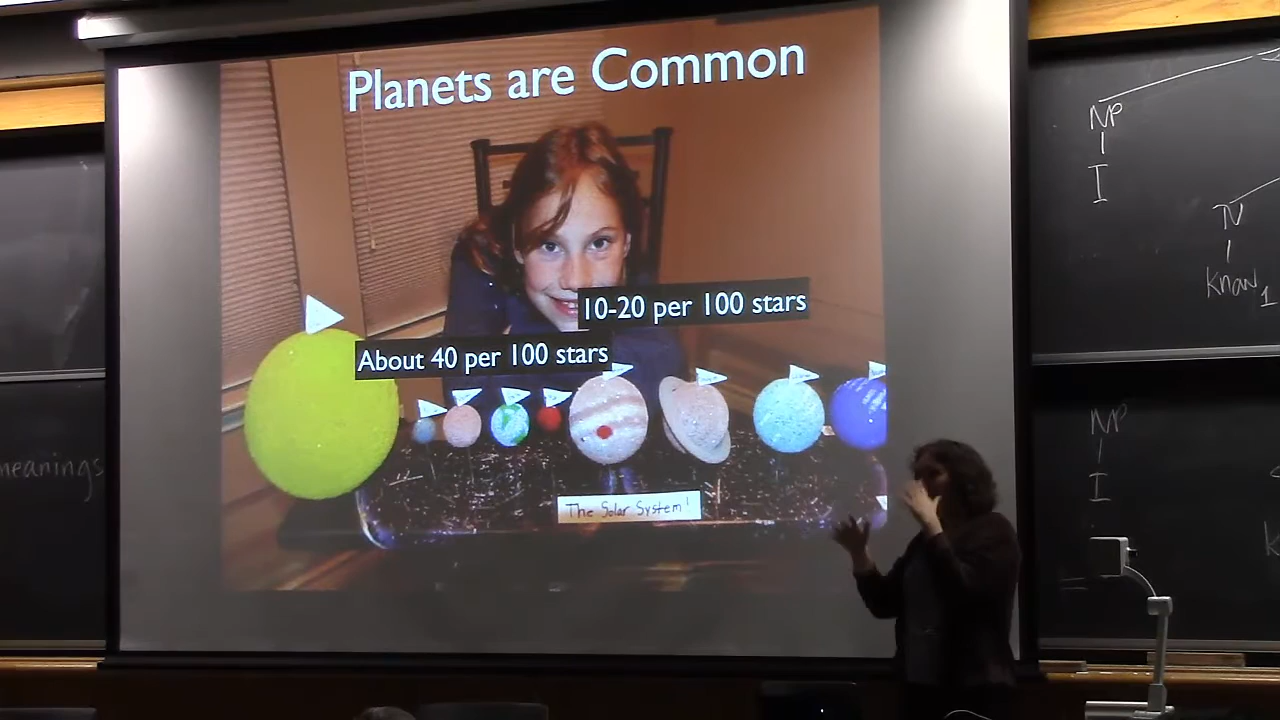 Planets are Common
10-20 per 100 stars
About 40 per 100 stars
The Solar System!
meanings
NP
I
N
know 1
NP
I